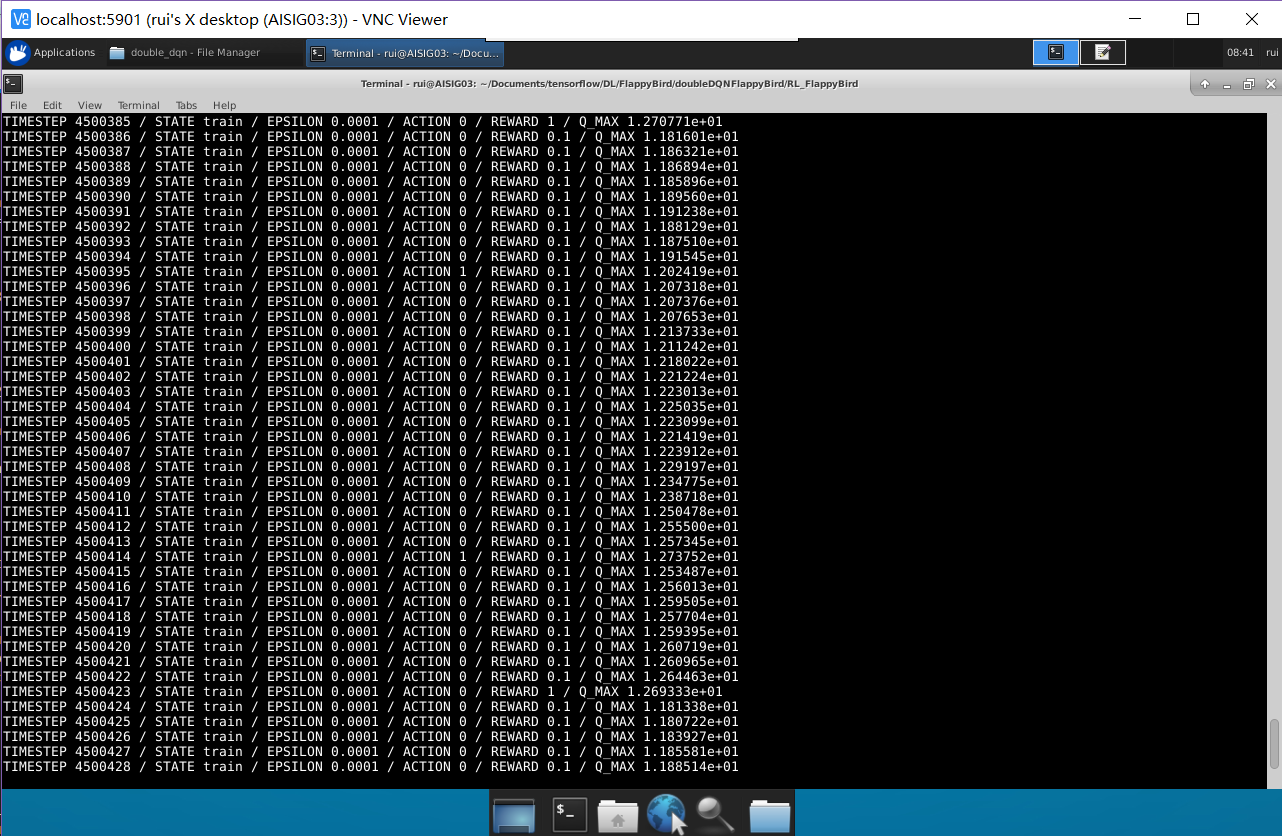 localhost:5901 (rui's X desktop (AISIG03:3)) - VNC Viewer
Applications double_dqn - File Manager Terminal - rui@AISIG03: ~/Docu... 08:41 rui
Terminal - rui@AISIG03: ~/Documents/tensorflow/DL/FlappyBird/doubleDQNFlappyBird/RL_FlappyBird
File Edit View Terminal Tabs Help
TIMESTEP 4500385 / STATE train / EPSILON 0.0001 / ACTION 0 / REWARD 1 / Q_MAX 1.270771e+01
TIMESTEP 4500386 / STATE train / EPSILON 0.0001 / ACTION 0 / REWARD 0.1 / Q_MAX 1.181601e+01
TIMESTEP 4500387 / STATE train / EPSILON 0.0001 / ACTION 0 / REWARD 0.1 / Q_MAX 1.186321e+01
TIMESTEP 4500388 / STATE train / EPSILON 0.0001 / ACTION 0 / REWARD 0.1 / Q_MAX 1.186894e+01
TIMESTEP 4500389 / STATE train / EPSILON 0.0001 / ACTION 0 / REWARD 0.1 / Q_MAX 1.185896e+01
TIMESTEP 4500390 / STATE train / EPSILON 0.0001 / ACTION 0 / REWARD 0.1 / Q_MAX 1.189560e+01
TIMESTEP 4500391 / STATE train / EPSILON 0.0001 / ACTION 0 / REWARD 0.1 / Q_MAX 1.191238e+01
TIMESTEP 4500392 / STATE train / EPSILON 0.0001 / ACTION 0 / REWARD 0.1 / Q_MAX 1.188129e+01
TIMESTEP 4500393 / STATE train / EPSILON 0.0001 / ACTION 0 / REWARD 0.1 / Q_MAX 1.187510e+01
TIMESTEP 4500394 / STATE train / EPSILON 0.0001 / ACTION 0 / REWARD 0.1 / Q_MAX 1.191545e+01
TIMESTEP 4500395 / STATE train / EPSILON 0.0001 / ACTION 1 / REWARD 0.1 / Q_MAX 1.202419e+01
TIMESTEP 4500396 / STATE train / EPSILON 0.0001 / ACTION 0 / REWARD 0.1 / Q_MAX 1.207318e+01
TIMESTEP 4500397 / STATE train / EPSILON 0.0001 / ACTION 0 / REWARD 0.1 / Q_MAX 1.207376e+01
TIMESTEP 4500398 / STATE train / EPSILON 0.0001 / ACTION 0 / REWARD 0.1 / Q_MAX 1.207653e+01
TIMESTEP 4500399 / STATE train / EPSILON 0.0001 / ACTION 0 / REWARD 0.1 / Q_MAX 1.213733e+01
TIMESTEP 4500400 / STATE train / EPSILON 0.0001 / ACTION 0 / REWARD 0.1 / Q_MAX 1.211242e+01
TIMESTEP 4500401 / STATE train / EPSILON 0.0001 / ACTION 0 / REWARD 0.1 / Q_MAX 1.218022e+01
TIMESTEP 4500402 / STATE train / EPSILON 0.0001 / ACTION 0 / REWARD 0.1 / Q_MAX 1.221224e+01
TIMESTEP 4500403 / STATE train / EPSILON 0.0001 / ACTION 0 / REWARD 0.1 / Q_MAX 1.223013e+01
TIMESTEP 4500404 / STATE train / EPSILON 0.0001 / ACTION 0 / REWARD 0.1 / Q_MAX 1.225035e+01
TIMESTEP 4500405 / STATE train / EPSILON 0.0001 / ACTION 0 / REWARD 0.1 / Q_MAX 1.223099e+01
TIMESTEP 4500406 / STATE train / EPSILON 0.0001 / ACTION 0 / REWARD 0.1 / Q_MAX 1.221419e+01
TIMESTEP 4500407 / STATE train / EPSILON 0.0001 / ACTION 0 / REWARD 0.1 / Q_MAX 1.223912e+01
TIMESTEP 4500408 / STATE train / EPSILON 0.0001 / ACTION 0 / REWARD 0.1 / Q_MAX 1.229197e+01
TIMESTEP 4500409 / STATE train / EPSILON 0.0001 / ACTION 0 / REWARD 0.1 / Q_MAX 1.234775e+01
TIMESTEP 4500410 / STATE train / EPSILON 0.0001 / ACTION 0 / REWARD 0.1 / Q_MAX 1.238718e+01
TIMESTEP 4500411 / STATE train / EPSILON 0.0001 / ACTION 0 / REWARD 0.1 / Q_MAX 1.250478e+01
TIMESTEP 4500412 / STATE train / EPSILON 0.0001 / ACTION 0 / REWARD 0.1 / Q_MAX 1.255500e+01
TIMESTEP 4500413 / STATE train / EPSILON 0.0001 / ACTION 0 / REWARD 0.1 / Q_MAX 1.257345e+01
TIMESTEP 4500414 / STATE train / EPSILON 0.0001 / ACTION 1 / REWARD 0.1 / Q_MAX 1.273752e+01
TIMESTEP 4500415 / STATE train / EPSILON 0.0001 / ACTION 0 / REWARD 0.1 / Q_MAX 1.253487e+01
TIMESTEP 4500416 / STATE train / EPSILON 0.0001 / ACTION 0 / REWARD 0.1 / Q_MAX 1.256013e+01
TIMESTEP 4500417 / STATE train / EPSILON 0.0001 / ACTION 0 / REWARD 0.1 / Q_MAX 1.259505e+01
TIMESTEP 4500418 / STATE train / EPSILON 0.0001 / ACTION 0 / REWARD 0.1 / Q_MAX 1.257704e+01
TIMESTEP 4500419 / STATE train / EPSILON 0.0001 / ACTION 0 / REWARD 0.1 / Q_MAX 1.259395e+01
TIMESTEP 4500420 / STATE train / EPSILON 0.0001 / ACTION 0 / REWARD 0.1 / Q_MAX 1.260719e+01
TIMESTEP 4500421 / STATE train / EPSILON 0.0001 / ACTION 0 / REWARD 0.1 / Q_MAX 1.260965e+01
TIMESTEP 4500422 / STATE train / EPSILON 0.0001 / ACTION 0 / REWARD 0.1 / Q_MAX 1.264463e+01
TIMESTEP 4500423 / STATE train / EPSILON 0.0001 / ACTION 0 / REWARD 1 / Q_MAX 1.269333e+01
TIMESTEP 4500424 / STATE train / EPSILON 0.0001 / ACTION 0 / REWARD 0.1 / Q_MAX 1.181338e+01
TIMESTEP 4500425 / STATE train / EPSILON 0.0001 / ACTION 0 / REWARD 0.1 / Q_MAX 1.180722e+01
TIMESTEP 4500426 / STATE train / EPSILON 0.0001 / ACTION 0 / REWARD 0.1 / Q_MAX 1.183927e+01
TIMESTEP 4500427 / STATE train / EPSILON 0.0001 / ACTION 0 / REWARD 0.1 / Q_MAX 1.185581e+01
TIMESTEP 4500428 / STATE train / EPSILON 0.0001 / ACTION 0 / REWARD 0.1 / Q_MAX 1.188514e+01